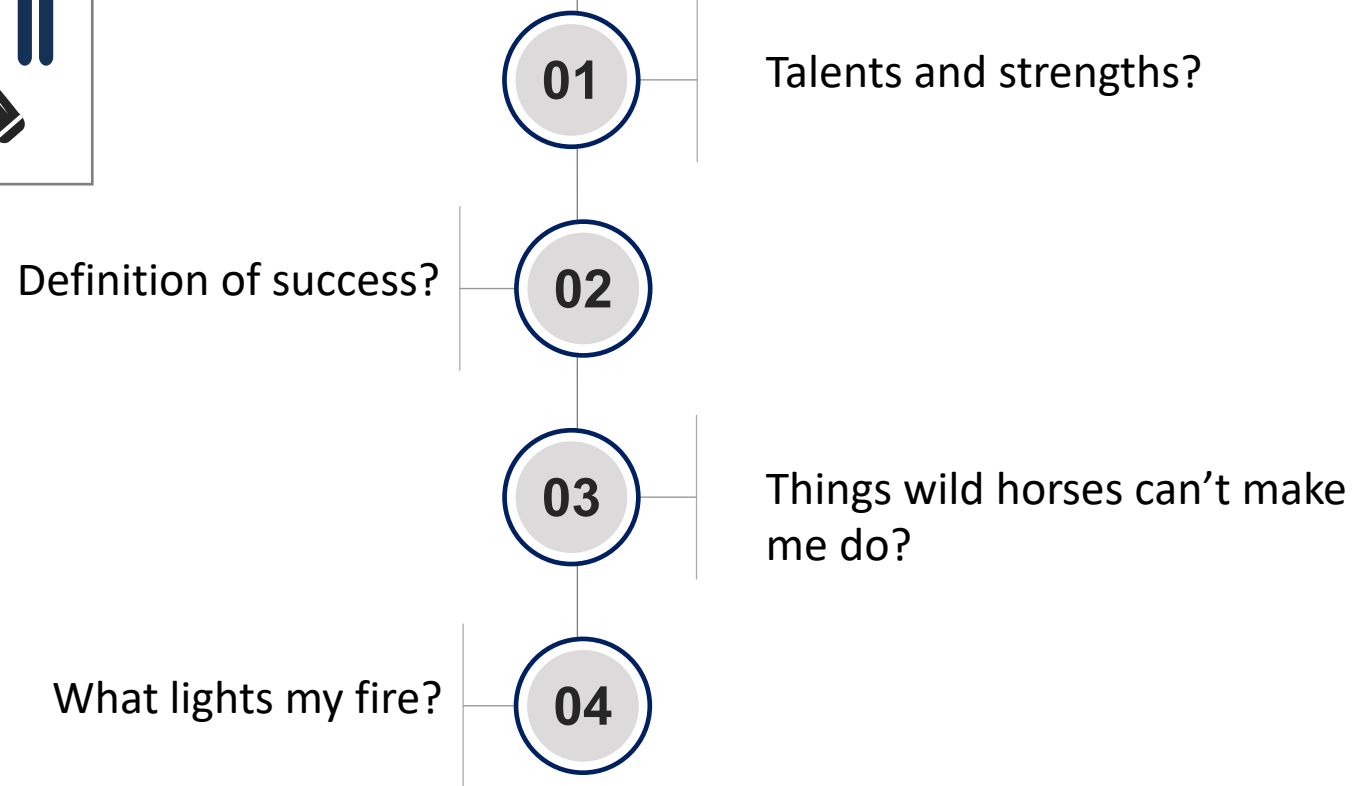 01
Talents and strengths?
Definition of success?
02
03
Things wild horses can’t make
me do?
What lights my fire?
04